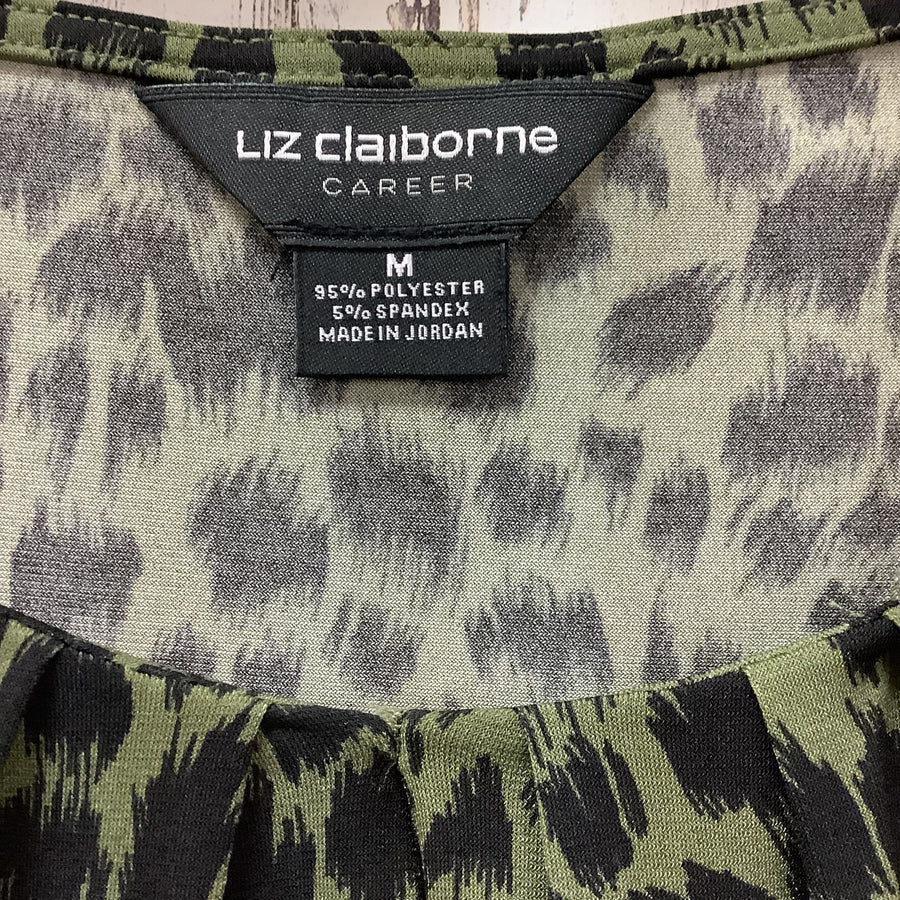 Liz claiborne
CAREER
M
95% POLYESTER
5% SPANDEX
MADE IN JORDAN